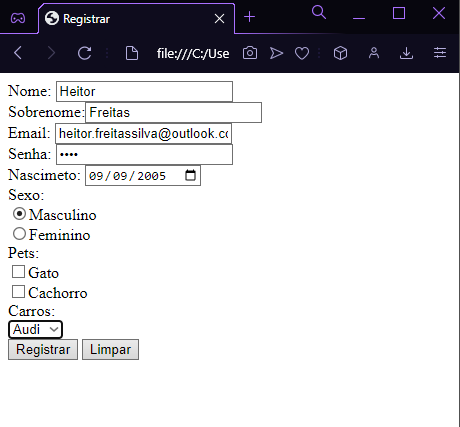 Registrar
file:///C:/Use
Nome: Heitor
Sobrenome: Freitas
Email: heitor.freitassilva@outlook.co
Senha: ••••
Nascimeto: 09/09/2005
Sexo:
Masculino
Feminino
Pets:
Gato
Cachorro
Carros:
Audi
Registrar Limpar